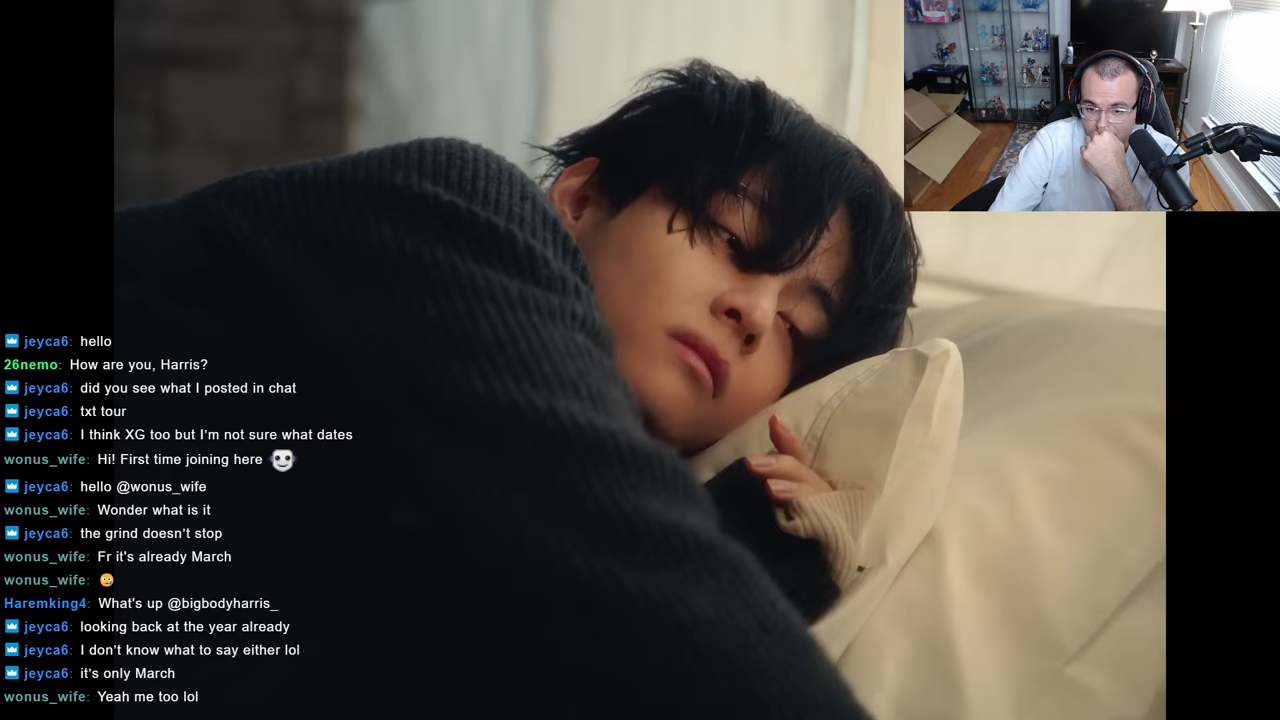 jeyca6: hello
26nemo: How are you, Harris?
jeyca6: did you see what I posted in chat
jeyca6: txt tour
jeyca6: I think XG too but I'm not sure what dates
wonus_wife: Hi! First time joining here
jeyca6: hello @wonus_wife
wonus_wife: Wonder what is it
jeyca6: the grind doesn't stop
wonus_wife: Fr it's already March
wonus_wife:
Haremking4: What's up @bigbodyharris_
jeyca6: looking back at the year already
jeyca6: I don't know what to say either lol
jeyca6: it's only March
wonus_wife: Yeah me too lol